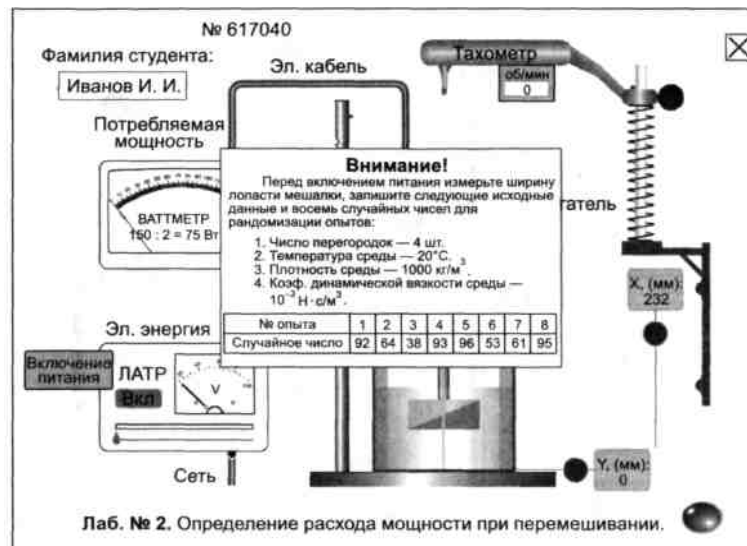 № 617040
Фамилия студента:
Иванов И. И.
Эл. кабель
Тахометр
об/мин
0
Потребляемая
мощность
ВАТТМЕТР
150 : 2 = 75 Вт
Внимание!
Перед включением питания измерьте ширину
лопасти мешалки, запишите следующие исходные
данные и восемь случайных чисел для
рандомизации опытов:
1. Число перегородок — 4 шт.
2. Температура среды — 20°С.
3. Плотность среды — 1000 кг/м³.
4. Коэф. динамической вязкости среды —
10⁻³ Н·с/м³.
№ опыта 1 2 3 4 5 6 7 8
Случайное число 92 64 38 93 96 53 61 95
гатель
X, (мм):
232
Эл. энергия
Включение
питания
ЛАТР
Вкл
V
Сеть
Y, (мм):
0
Лаб. № 2. Определение расхода мощности при перемешивании.